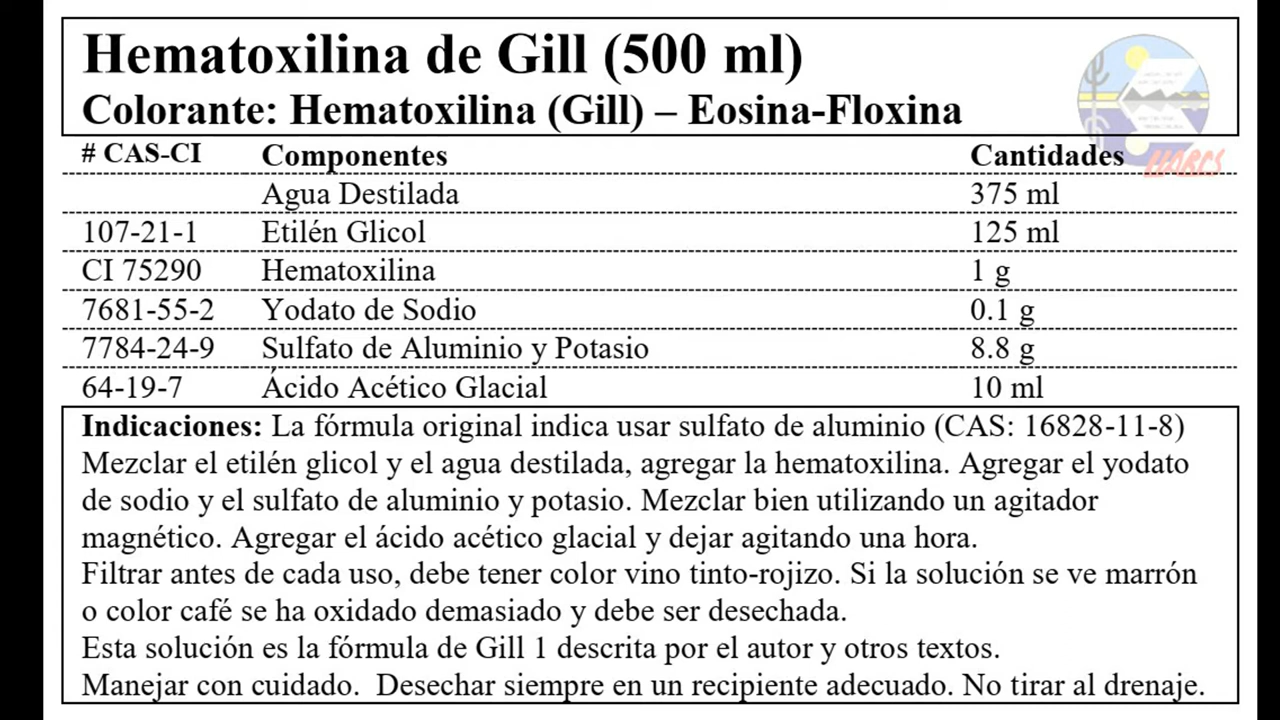 Hematoxilina de Gill (500 ml)
Colorante: Hematoxilina (Gill) – Eosina-Floxina
HARCS
# CAS-CI Componentes Cantidades
Agua Destilada 375 ml
107-21-1 Etilén Glicol 125 ml
CI 75290 Hematoxilina 1 g
7681-55-2 Yodato de Sodio 0.1 g
7784-24-9 Sulfato de Aluminio y Potasio 8.8 g
64-19-7 Ácido Acético Glacial 10 ml
Indicaciones: La fórmula original indica usar sulfato de aluminio (CAS: 16828-11-8)
Mezclar el etilén glicol y el agua destilada, agregar la hematoxilina. Agregar el yodato
de sodio y el sulfato de aluminio y potasio. Mezclar bien utilizando un agitador
magnético. Agregar el ácido acético glacial y dejar agitando una hora.
Filtrar antes de cada uso, debe tener color vino tinto-rojizo. Si la solución se ve marrón
o color café se ha oxidado demasiado y debe ser desechada.
Esta solución es la fórmula de Gill 1 descrita por el autor y otros textos.
Manejar con cuidado. Desechar siempre en un recipiente adecuado. No tirar al drenaje.